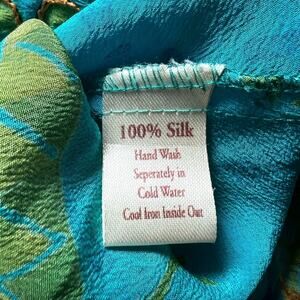 100% Silk
Hand Wash
Seperately in
Cold Water
Cool Iron Inside Out